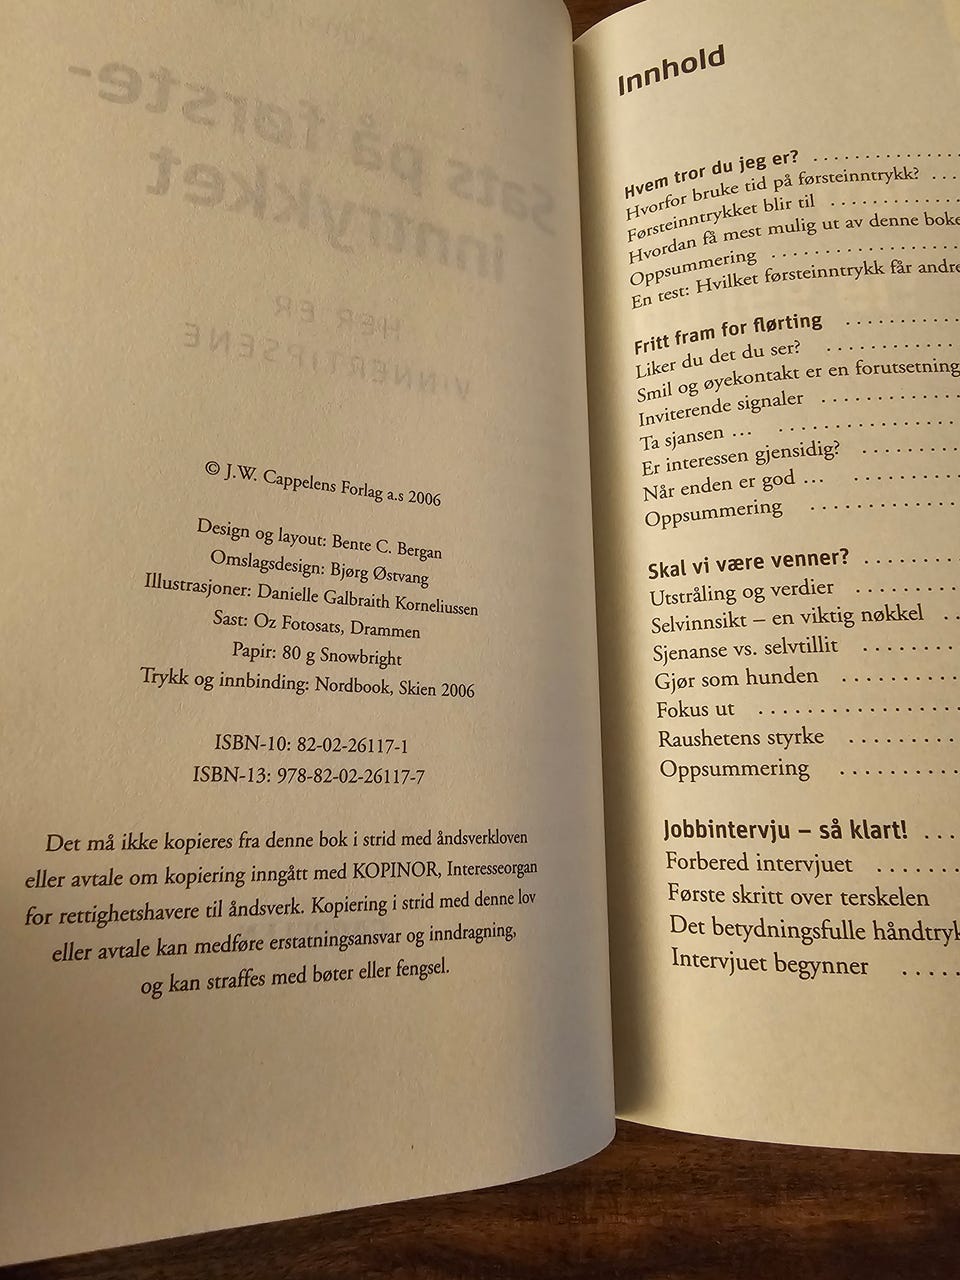 © J.W. Cappelens Forlag a.s 2006
Design og layout: Bente C. Bergan
Omslagsdesign: Bjørg Østvang
Illustrasjoner: Danielle Galbraith Korneliussen
Sast: Oz Fotosats, Drammen
Papir: 80 g Snowbright
Trykk og innbinding: Nordbook, Skien 2006
ISBN-10: 82-02-26117-1
ISBN-13: 978-82-02-26117-7
Det må ikke kopieres fra denne bok i strid med åndsverkloven
eller avtale om kopiering inngått med KOPINOR, Interesseorgan
for rettighetshavere til åndsverk. Kopiering i strid med denne lov
eller avtale kan medføre erstatningsansvar og inndragning,
og kan straffes med bøter eller fengsel.
Innhold
Hvem tror du jeg er? . . . . . . . . . . . . . .
Hvorfor bruke tid på førsteinntrykk? . . .
Førsteinntrykket blir til . . . . . . . . . . . .
Hvordan få mest mulig ut av denne boke
Oppsummering . . . . . . . . . . . . . . . . .
En test: Hvilket førsteinntrykk får andre
Fritt fram for flørting . . . . . . . . . . .
Liker du det du ser? . . . . . . . . . . . .
Smil og øyekontakt er en forutsetning
Inviterende signaler . . . . . . . . . . . .
Ta sjansen ... . . . . . . . . . . . . . . . .
Er interessen gjensidig? . . . . . . . . .
Når enden er god ... . . . . . . . . . .
Oppsummering . . . . . . . . . . . . .
Skal vi være venner? . . . . . . . .
Utstråling og verdier . . . . . . . . .
Selvinnsikt – en viktig nøkkel . .
Sjenanse vs. selvtillit . . . . . . . .
Gjør som hunden . . . . . . . . . .
Fokus ut . . . . . . . . . . . . . . . .
Raushetens styrke . . . . . . . . .
Oppsummering . . . . . . . . . .
Jobbintervju – så klart! . . .
Forbered intervjuet . . . . . . .
Første skritt over terskelen
Det betydningsfulle håndtryk
Intervjuet begynner . . . . .